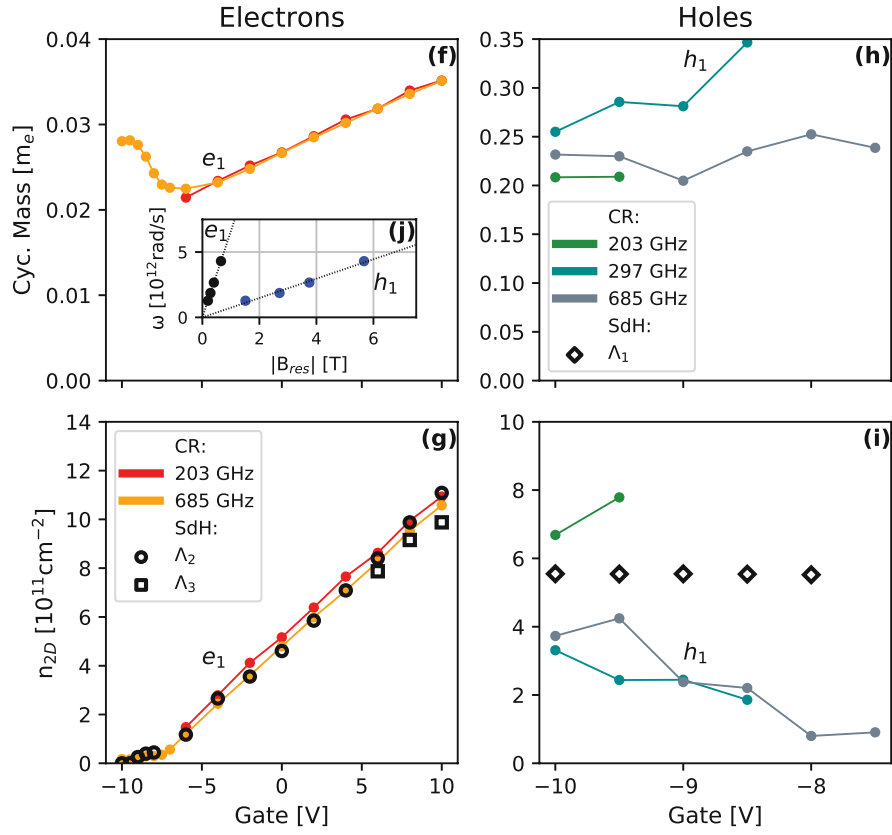 Electrons
Holes
Cyc. Mass [mₑ]
0.04
0.03
0.02
0.01
0.00
(f)
e₁
ω [10¹²rad/s]
5
0
(j)
e₁
h₁
0
2
4
6
|B_res| [T]
0.35
0.30
0.25
0.20
0.15
0.10
0.05
0.00
(h)
h₁
CR:
203 GHz
297 GHz
685 GHz
SdH:
Λ₁
n₂D [10¹¹cm⁻²]
14
12
10
8
6
4
2
0
(g)
CR:
203 GHz
685 GHz
SdH:
Λ₂
Λ₃
e₁
−10
−5
0
5
10
Gate [V]
10
8
6
4
2
0
(i)
h₁
−10
−9
−8
Gate [V]